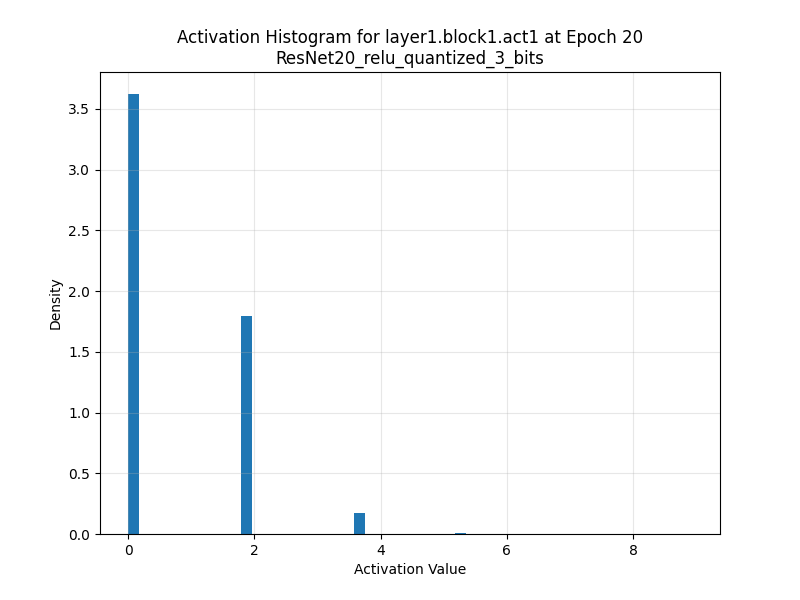 Activation Histogram for layer1.block1.act1 at Epoch 20
ResNet20_relu_quantized_3_bits
3.5
3.0
2.5
2.0
1.5
1.0
0.5
0.0
Density
0 2 4 6 8
Activation Value